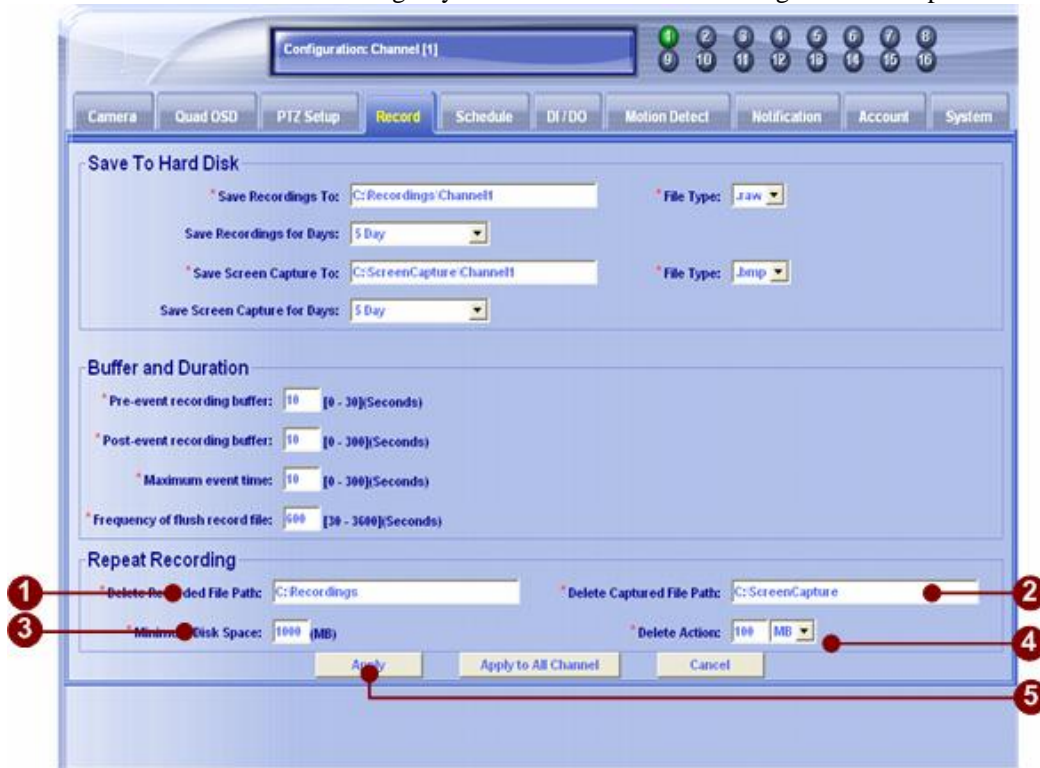 Configuration: Channel [1]
1 2 3 4 5 6 7 8
9 10 11 12 13 14 15 16
Camera Quad OSD PTZ Setup Record Schedule DI / DO Motion Detect Notification Account System
Save To Hard Disk
*Save Recordings To: C:\Recordings\Channel1 *File Type: .raw
Save Recordings for Days: 5 Day
*Save Screen Capture To: C:\ScreenCapture\Channel1 *File Type: .bmp
Save Screen Capture for Days: 5 Day
Buffer and Duration
*Pre-event recording buffer: 10 [0 - 30](Seconds)
*Post-event recording buffer: 10 [0 - 300](Seconds)
*Maximum event time: 10 [0 - 300](Seconds)
*Frequency of flush record file: 600 [30 - 3600](Seconds)
Repeat Recording
1 *Delete Recorded File Path: C:\Recordings *Delete Captured File Path: C:\ScreenCapture 2
3 *Minimum Disk Space: 1000 (MB) *Delete Action: 100 MB 4
Apply Apply to All Channel Cancel
5